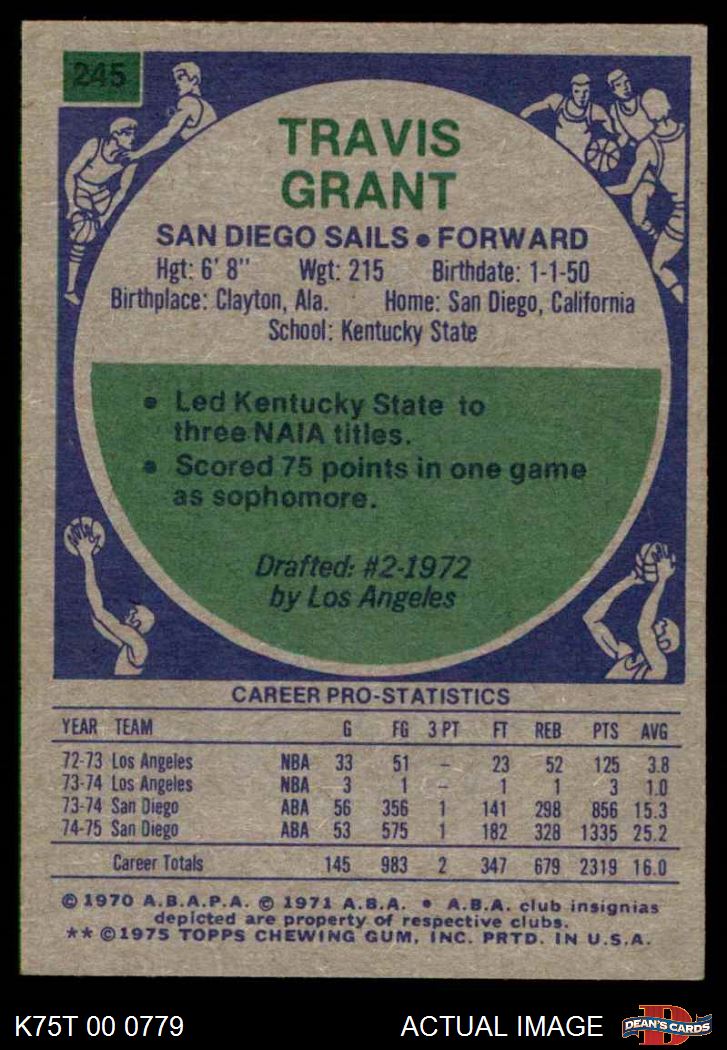 245
TRAVIS
GRANT
SAN DIEGO SAILS • FORWARD
Hgt: 6' 8" Wgt: 215 Birthdate: 1-1-50
Birthplace: Clayton, Ala. Home: San Diego, California
School: Kentucky State
• Led Kentucky State to
three NAIA titles.
• Scored 75 points in one game
as sophomore.
Drafted: #2-1972
by Los Angeles
CAREER PRO-STATISTICS
YEAR TEAM G FG 3 PT FT REB PTS AVG
72-73 Los Angeles NBA 33 51 – 23 52 125 3.8
73-74 Los Angeles NBA 3 1 – 1 1 3 1.0
73-74 San Diego ABA 56 356 1 141 298 856 15.3
74-75 San Diego ABA 53 575 1 182 328 1335 25.2
Career Totals 145 983 2 347 679 2319 16.0
© 1970 A.B.A.P.A. © 1971 A.B.A. • A.B.A. club insignias
depicted are property of respective clubs.
** ©1975 TOPPS CHEWING GUM, INC. PRTD. IN U.S.A.
K75T 00 0779 ACTUAL IMAGE D DEAN'S CARDS